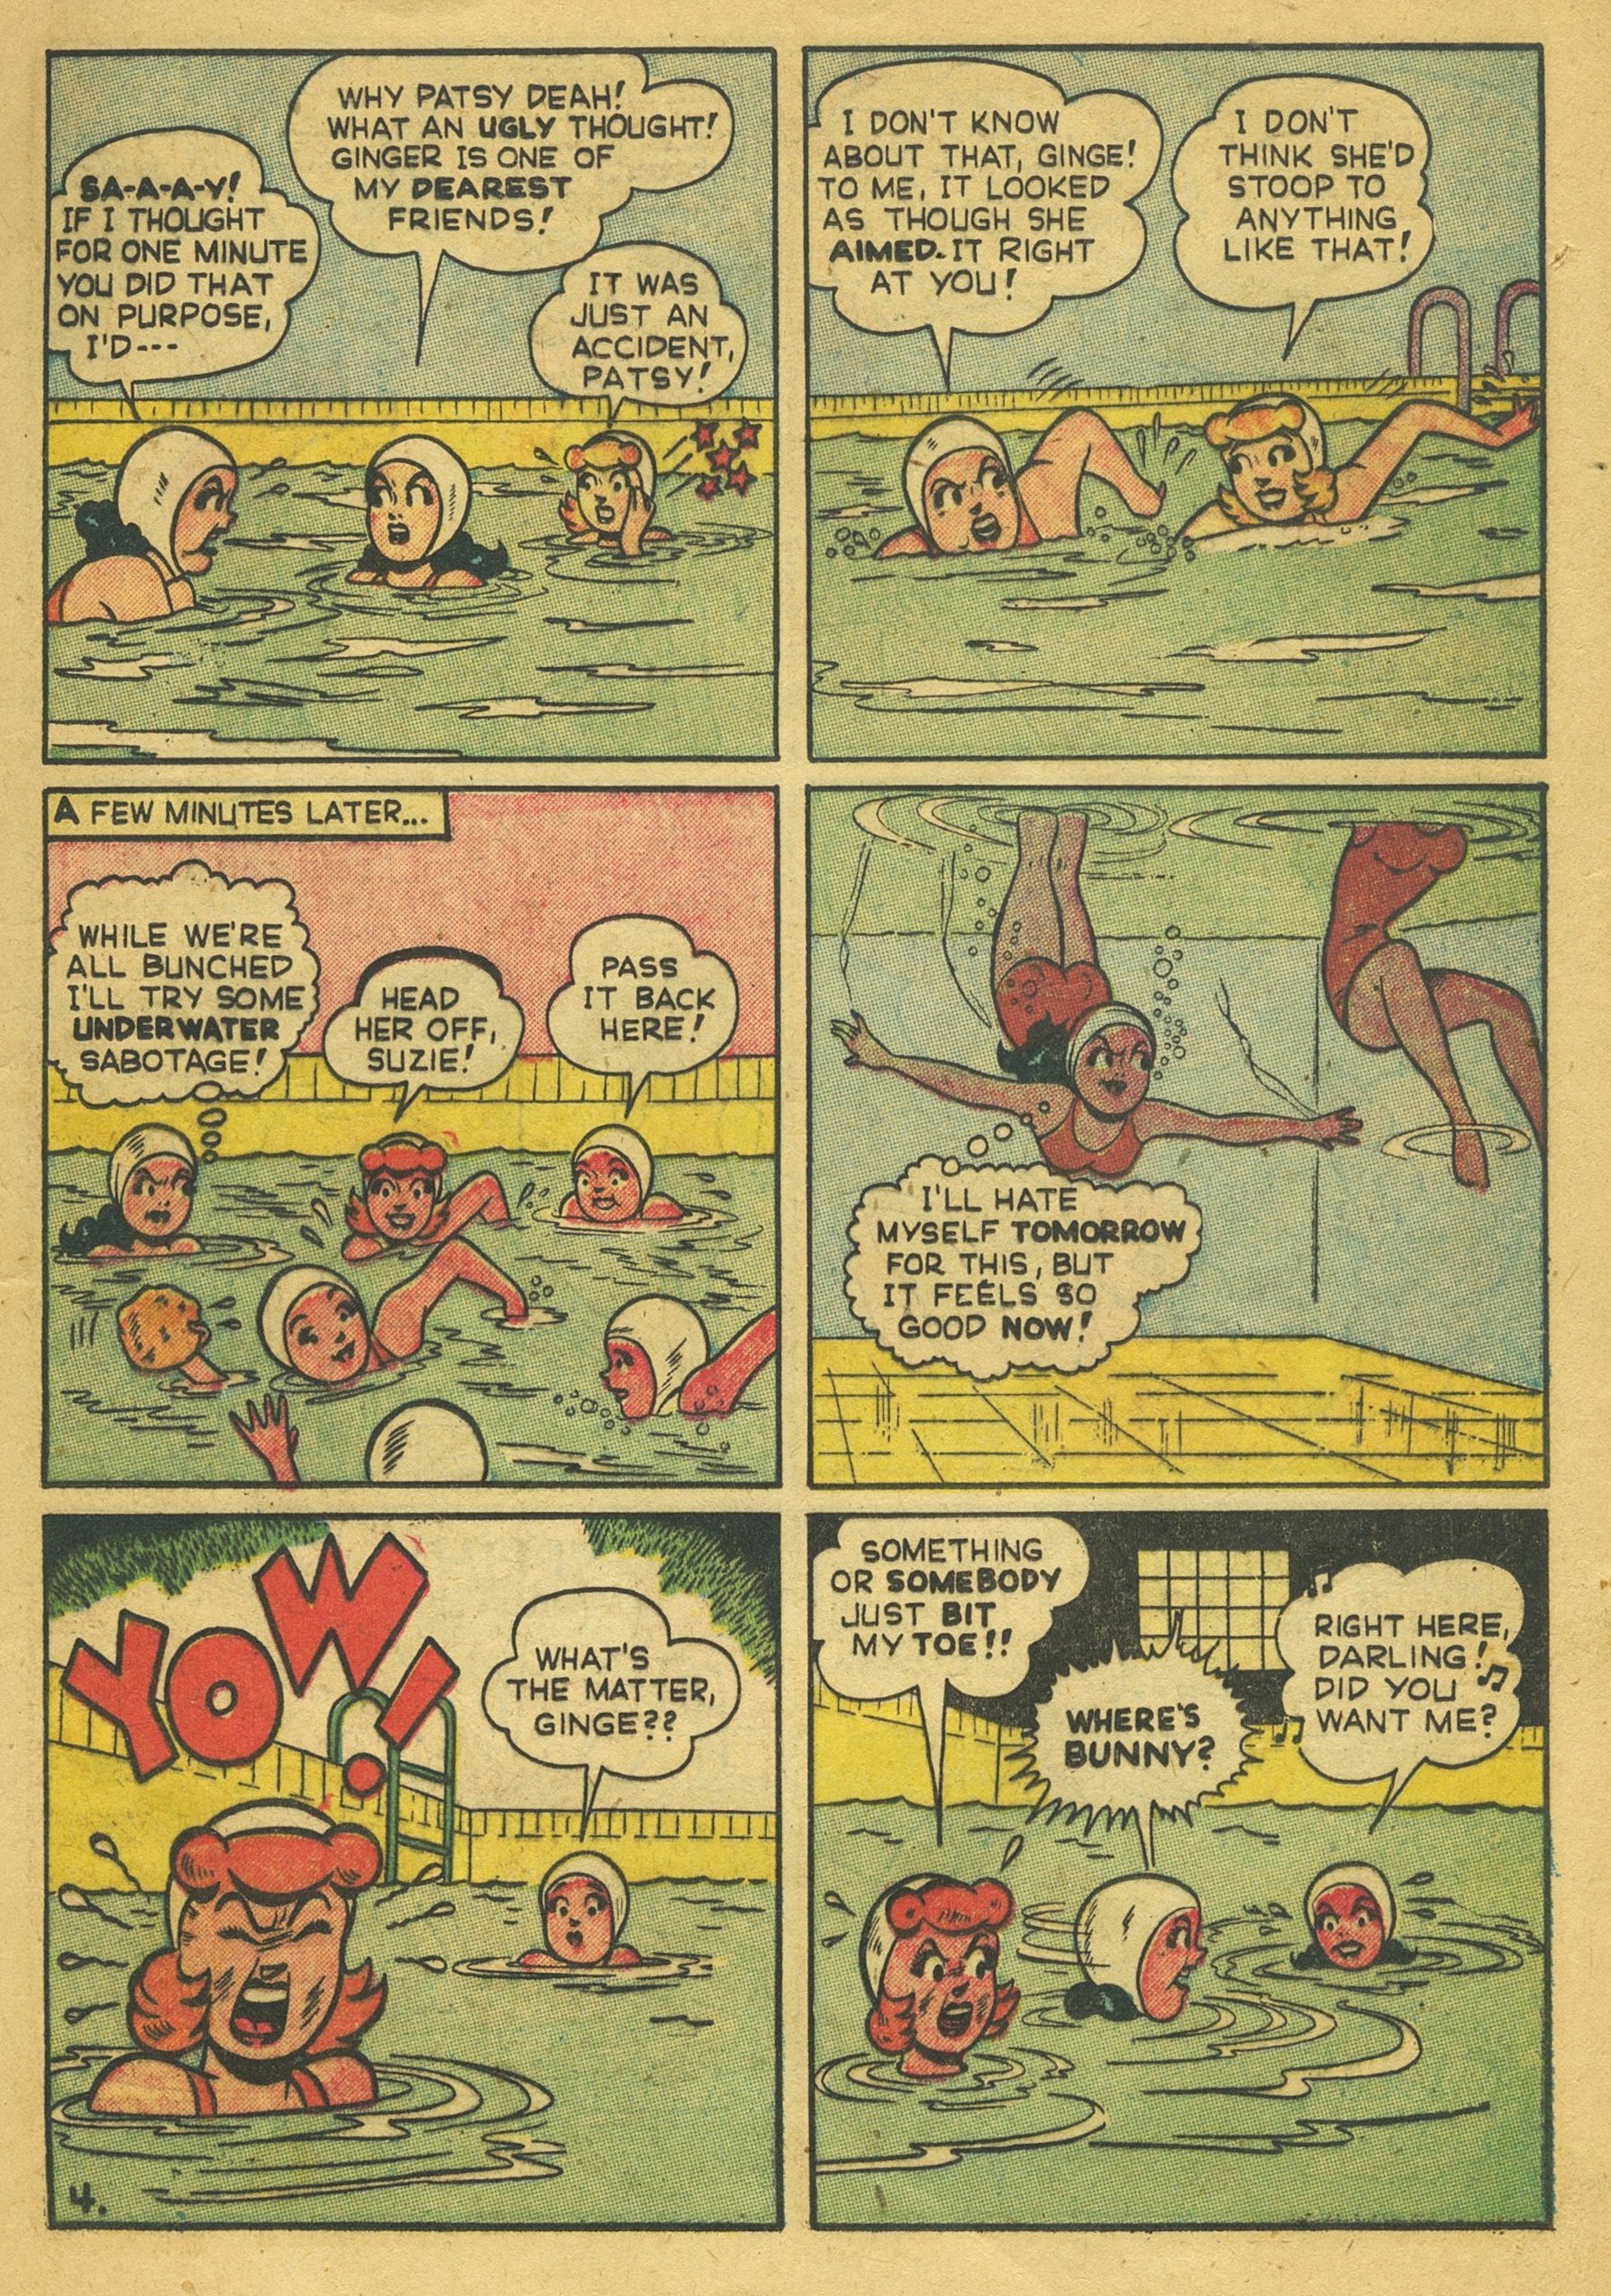 SA-A-A-Y!
IF I THOUGHT
FOR ONE MINUTE
YOU DID THAT
ON PURPOSE,
I'D---
WHY PATSY DEAH!
WHAT AN UGLY THOUGHT!
GINGER IS ONE OF
MY DEAREST
FRIENDS!
IT WAS
JUST AN
ACCIDENT,
PATSY!
I DON'T KNOW
ABOUT THAT, GINGE!
TO ME, IT LOOKED
AS THOUGH SHE
AIMED IT RIGHT
AT YOU!
I DON'T
THINK SHE'D
STOOP TO
ANYTHING
LIKE THAT!
A FEW MINUTES LATER...
WHILE WE'RE
ALL BUNCHED
I'LL TRY SOME
UNDERWATER
SABOTAGE!
HEAD
HER OFF,
SUZIE!
PASS
IT BACK
HERE!
I'LL HATE
MYSELF TOMORROW
FOR THIS, BUT
IT FEELS SO
GOOD NOW!
YOW!
WHAT'S
THE MATTER,
GINGE??
4.
SOMETHING
OR SOMEBODY
JUST BIT
MY TOE!!
WHERE'S
BUNNY?
RIGHT HERE,
DARLING!
DID YOU
WANT ME?